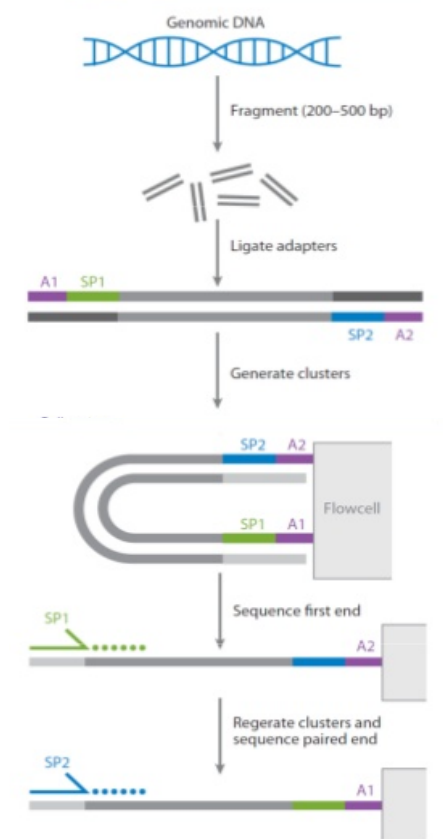 Genomic DNA
Fragment (200–500 bp)
Ligate adapters
A1 SP1
SP2 A2
Generate clusters
SP2 A2
Flowcell
SP1 A1
Sequence first end
SP1
A2
Regerate clusters and
sequence paired end
SP2
A1